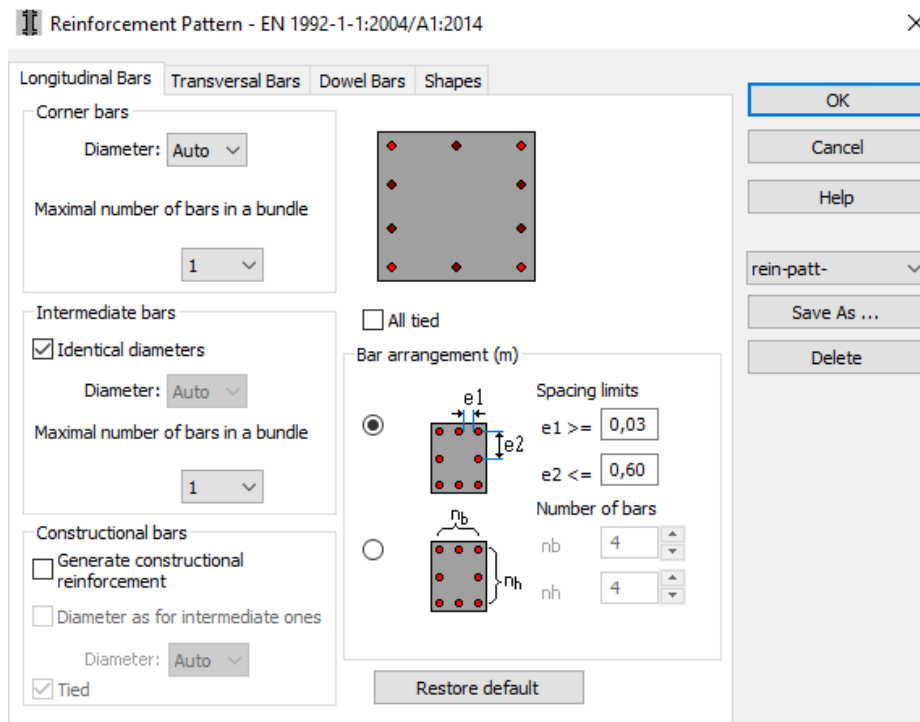 Reinforcement Pattern - EN 1992-1-1:2004/A1:2014
Longitudinal Bars
Transversal Bars
Dowel Bars
Shapes
Corner bars
Diameter: Auto
Maximal number of bars in a bundle
1
Intermediate bars
Identical diameters
Diameter: Auto
Maximal number of bars in a bundle
1
Constructional bars
Generate constructional
reinforcement
Diameter as for intermediate ones
Diameter: Auto
Tied
All tied
Bar arrangement (m)
e1
e2
Spacing limits
e1 >= 0,03
e2 <= 0,60
nb
nh
Number of bars
nb 4
nh 4
Restore default
OK
Cancel
Help
rein-patt-
Save As ...
Delete